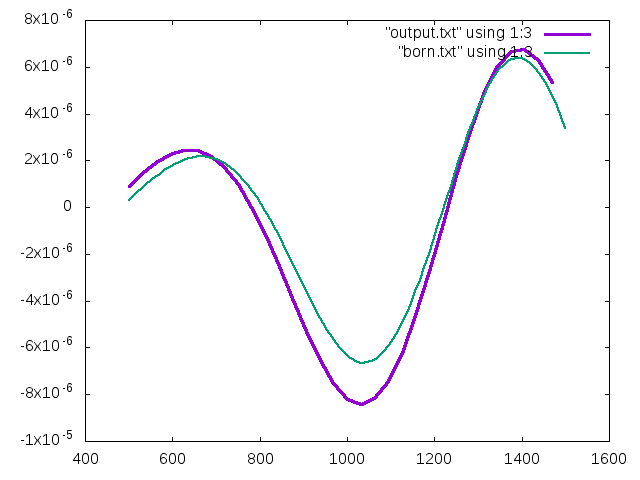 8x10-6
6x10-6
4x10-6
2x10-6
0
-2x10-6
-4x10-6
-6x10-6
-8x10-6
-1x10-5
400 600 800 1000 1200 1400 1600
"output.txt" using 1:3
"born.txt" using 1:3